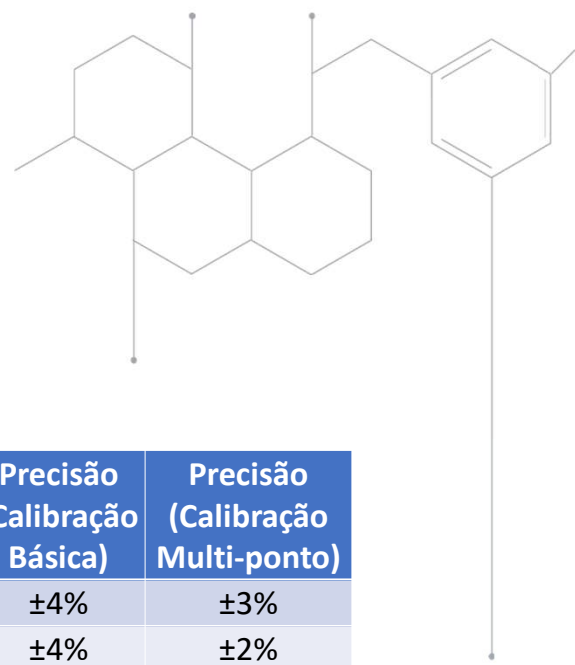 Precisão Precisão
Calibração (Calibração
Básica) Multi-ponto)
±4% ±3%
±4% ±2%